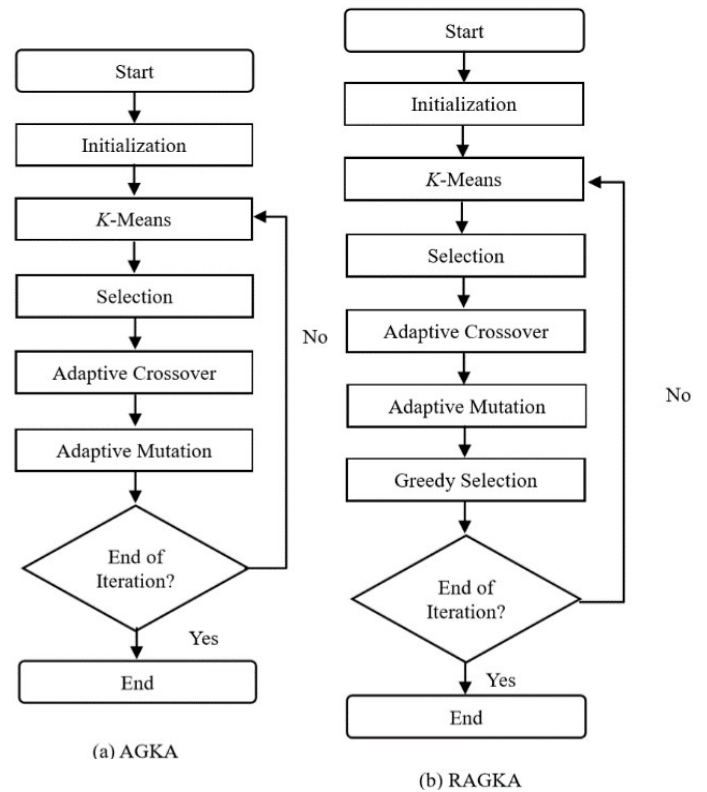 Start
Initialization
K-Means
Selection
Adaptive Crossover
Adaptive Mutation
End of
Iteration?
No
Yes
End
(a) AGKA
Start
Initialization
K-Means
Selection
Adaptive Crossover
Adaptive Mutation
Greedy Selection
End of
Iteration?
No
Yes
End
(b) RAGKA